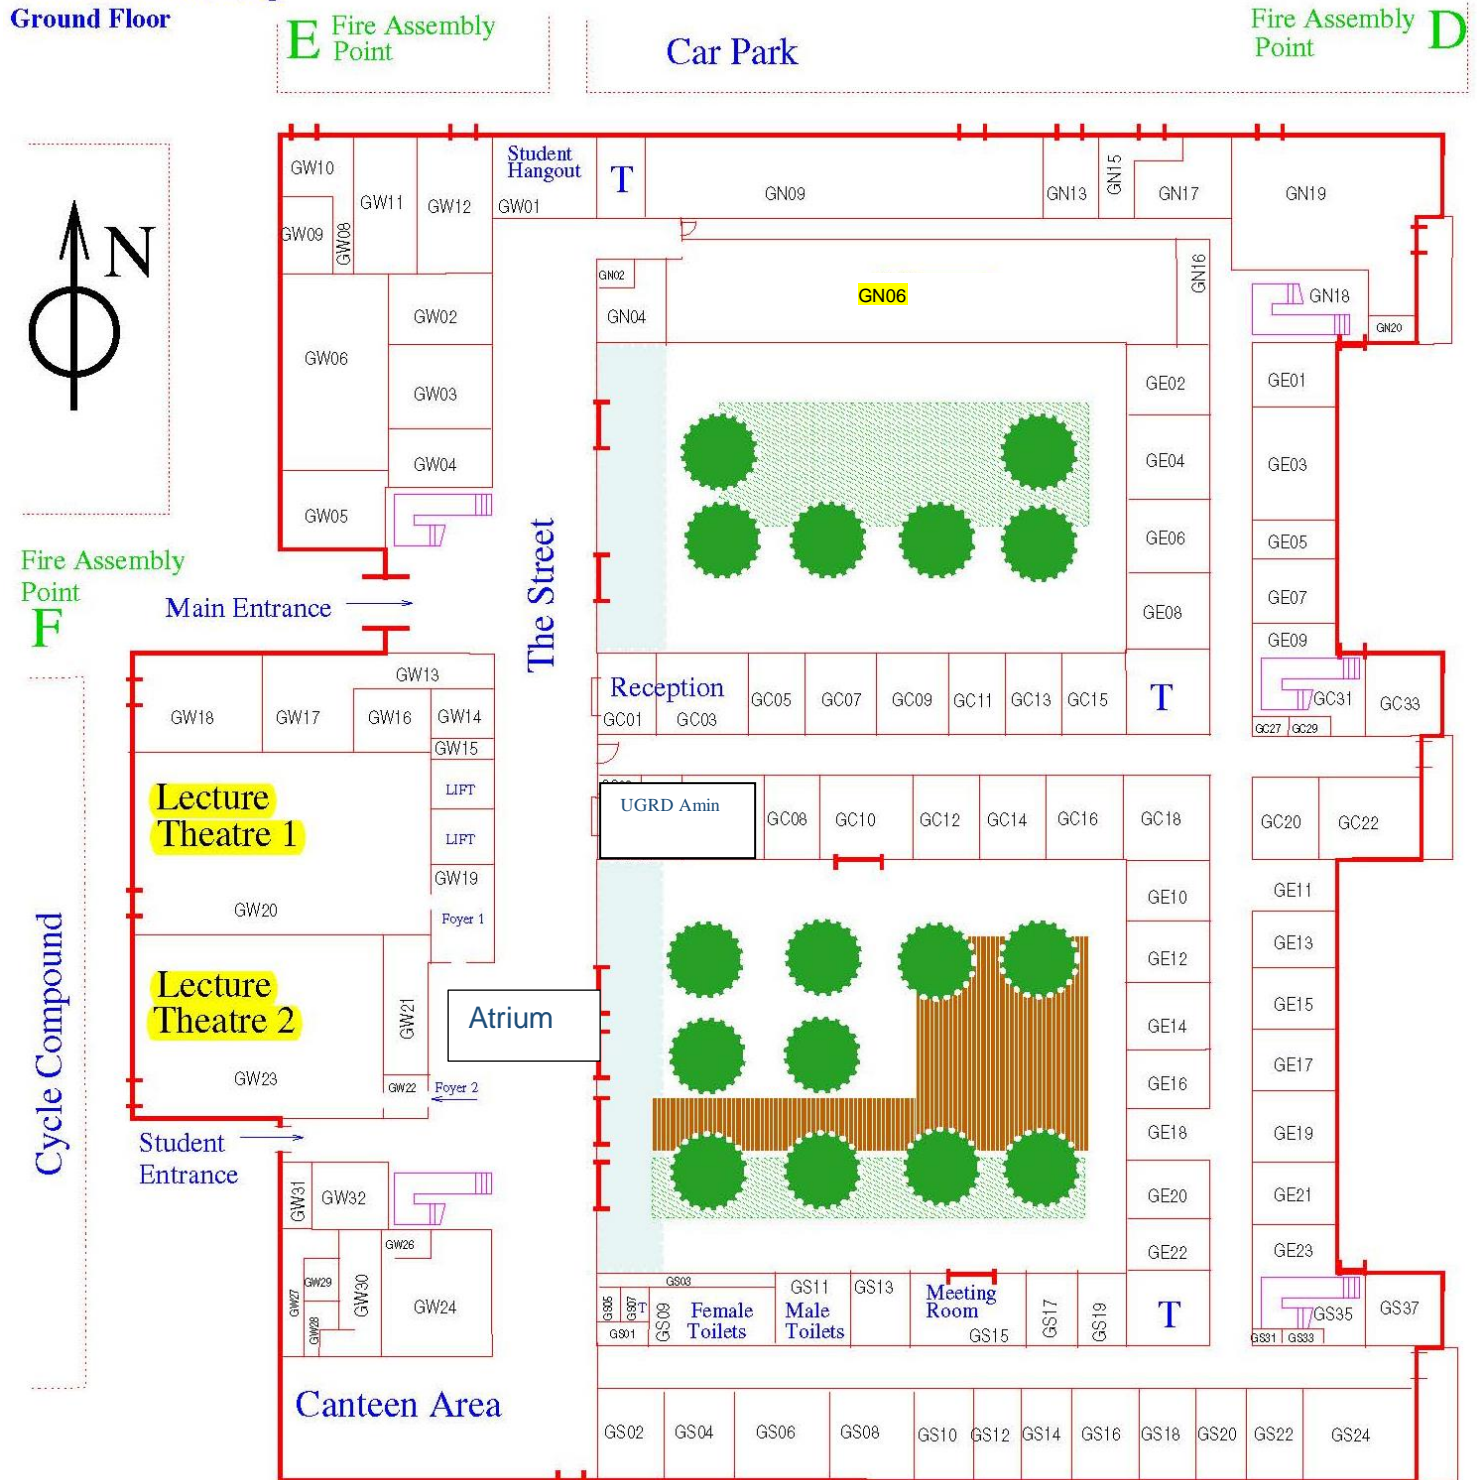 Ground Floor
E Fire Assembly
Point
Car Park
Fire Assembly D
Point
N
GW10
GW09
GW08
GW11
GW12
Student
Hangout
GW01
T
GN09
GN13
GN15
GN17
GN19
GN02
GN04
GN06
GN16
GN18
GN20
GW02
GW06
GW03
GW04
GW05
GE02
GE01
GE04
GE03
GE06
GE05
GE07
GE08
GE09
Fire Assembly
Point
F
Main Entrance
The Street
GW13
GW18
GW17
GW16
GW14
GW15
Reception
GC01
GC03
GC05
GC07
GC09
GC11
GC13
GC15
T
GC31
GC33
GC27
GC29
Lecture
Theatre 1
LIFT
LIFT
GW19
GW20
Foyer 1
UGRD Amin
GC08
GC10
GC12
GC14
GC16
GC18
GC20
GC22
Cycle Compound
Lecture
Theatre 2
GW21
GW23
GW22
Foyer 2
Atrium
GE10
GE11
GE12
GE13
GE14
GE15
GE16
GE17
GE18
GE19
GE20
GE21
GE22
GE23
Student
Entrance
GW31
GW32
GW26
GW27
GW29
GW28
GW30
GW24
GS03
GS05
GS07
T
GS01
GS09
Female
Toilets
GS11
Male
Toilets
GS13
Meeting
Room
GS15
GS17
GS19
T
GS35
GS37
GS31
GS33
Canteen Area
GS02
GS04
GS06
GS08
GS10
GS12
GS14
GS16
GS18
GS20
GS22
GS24